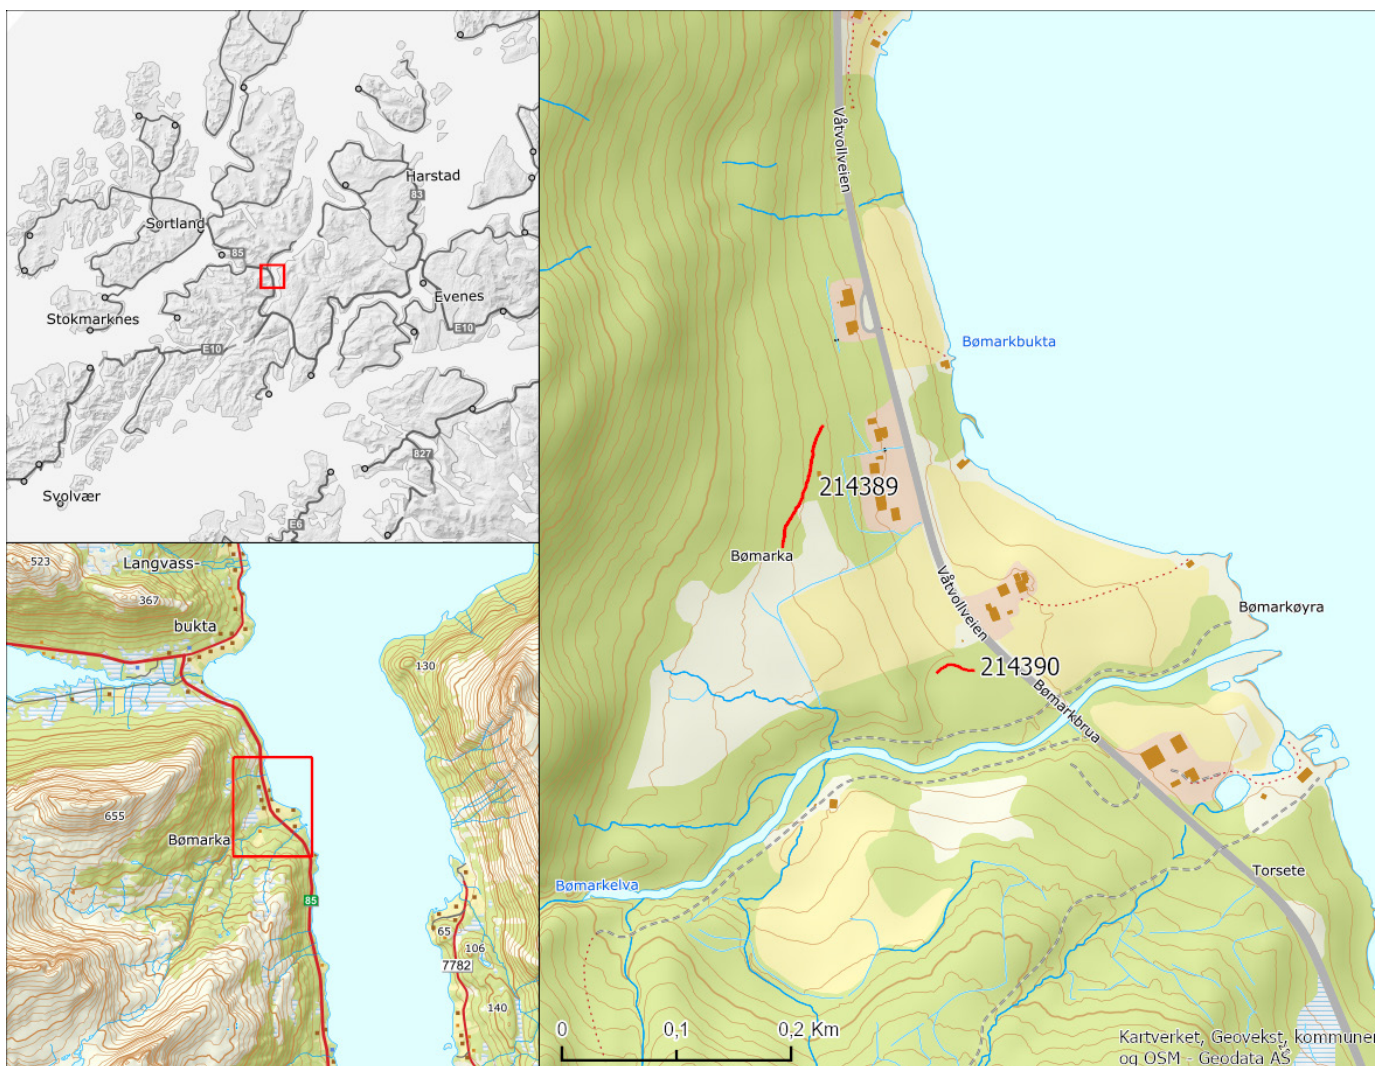 Harstad
83
Sortland
85
Evenes
Stokmarknes
E10
E10
827
Svolvær
E6
523
Langvass-
367
bukta
130
655
Bømarka
85
65
106
7782
140
Våtvollveien
Bømarkbukta
214389
Bømarka
Våtvollveien
Bømarkøyra
214390
Bømarkbrua
Torsete
Bømarkelva
0
0,1
0,2 Km
Kartverket, Geovekst, kommuner
og OSM - Geodata AS